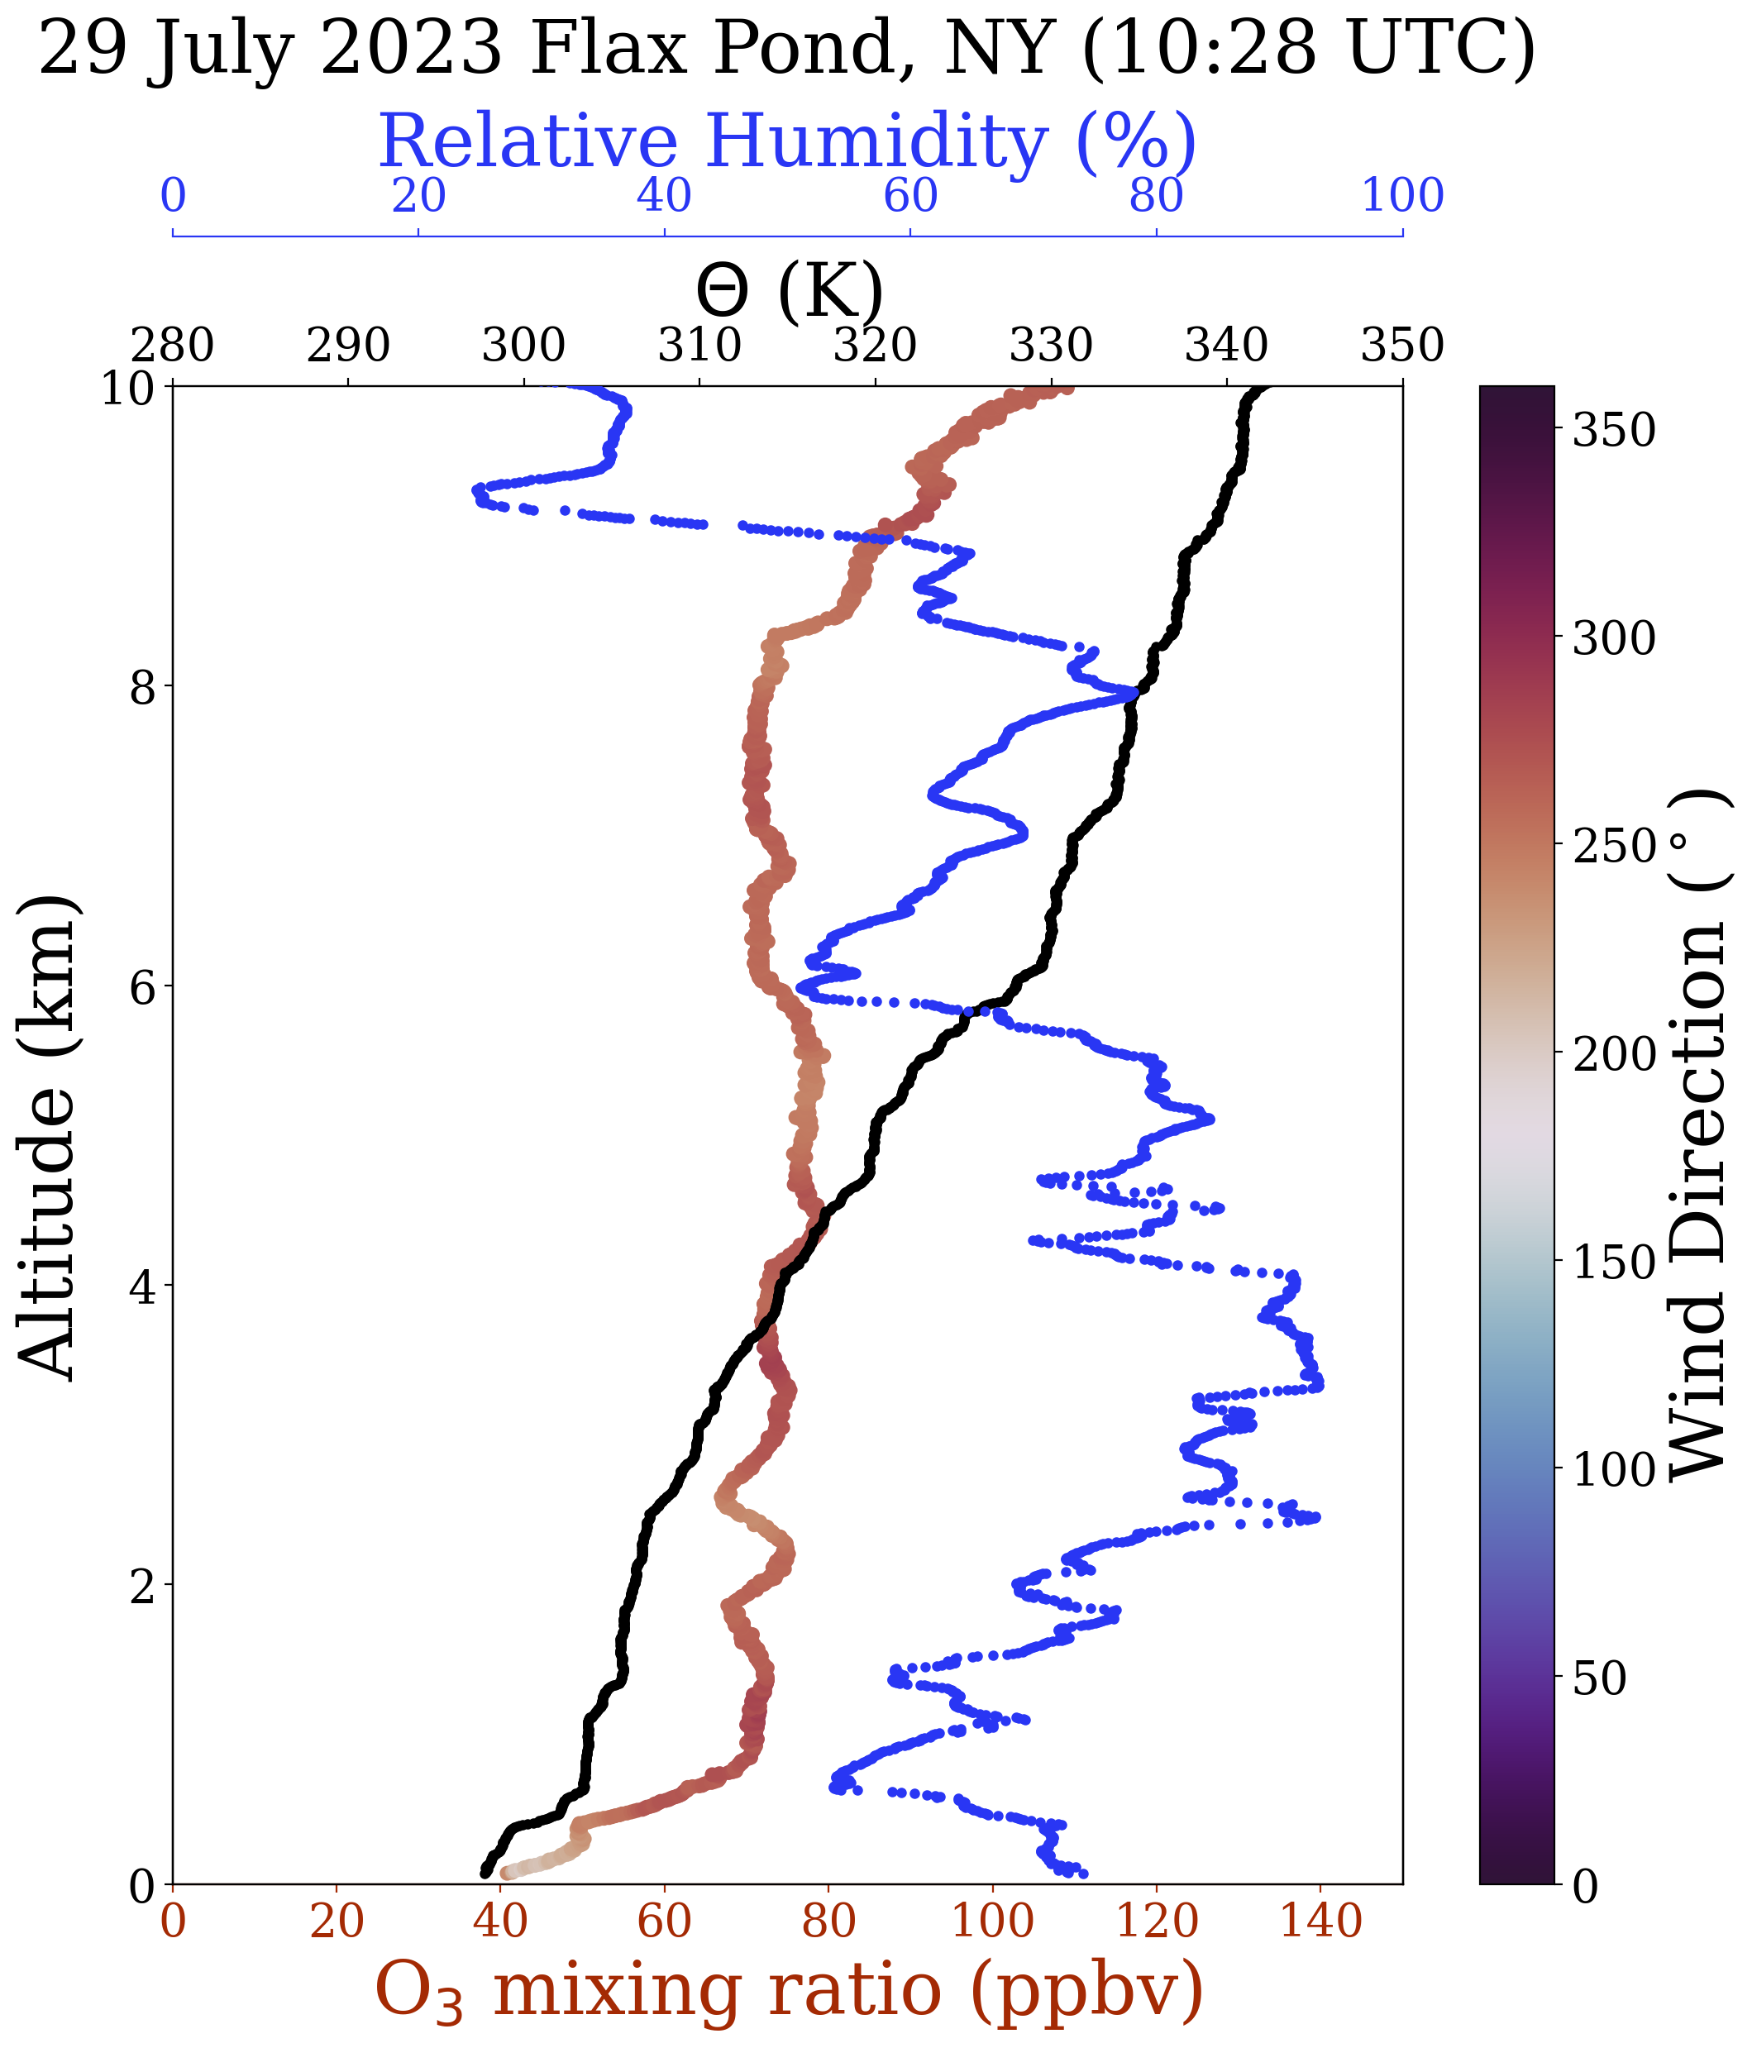 29 July 2023 Flax Pond, NY (10:28 UTC)
Relative Humidity (%)
0 20 40 60 80 100
Θ (K)
280 290 300 310 320 330 340 350
10
8
6
4
2
0
Altitude (km)
0 20 40 60 80 100 120 140
O₃ mixing ratio (ppbv)
350
300
250
200
150
100
50
0
Wind Direction (°)